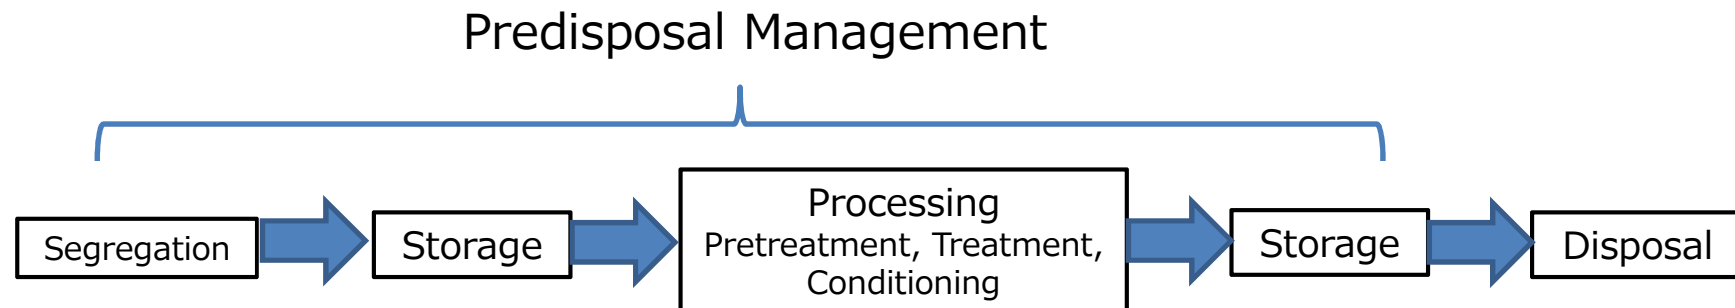 Predisposal Management
Segregation
Storage
Processing
Pretreatment, Treatment,
Conditioning
Storage
Disposal